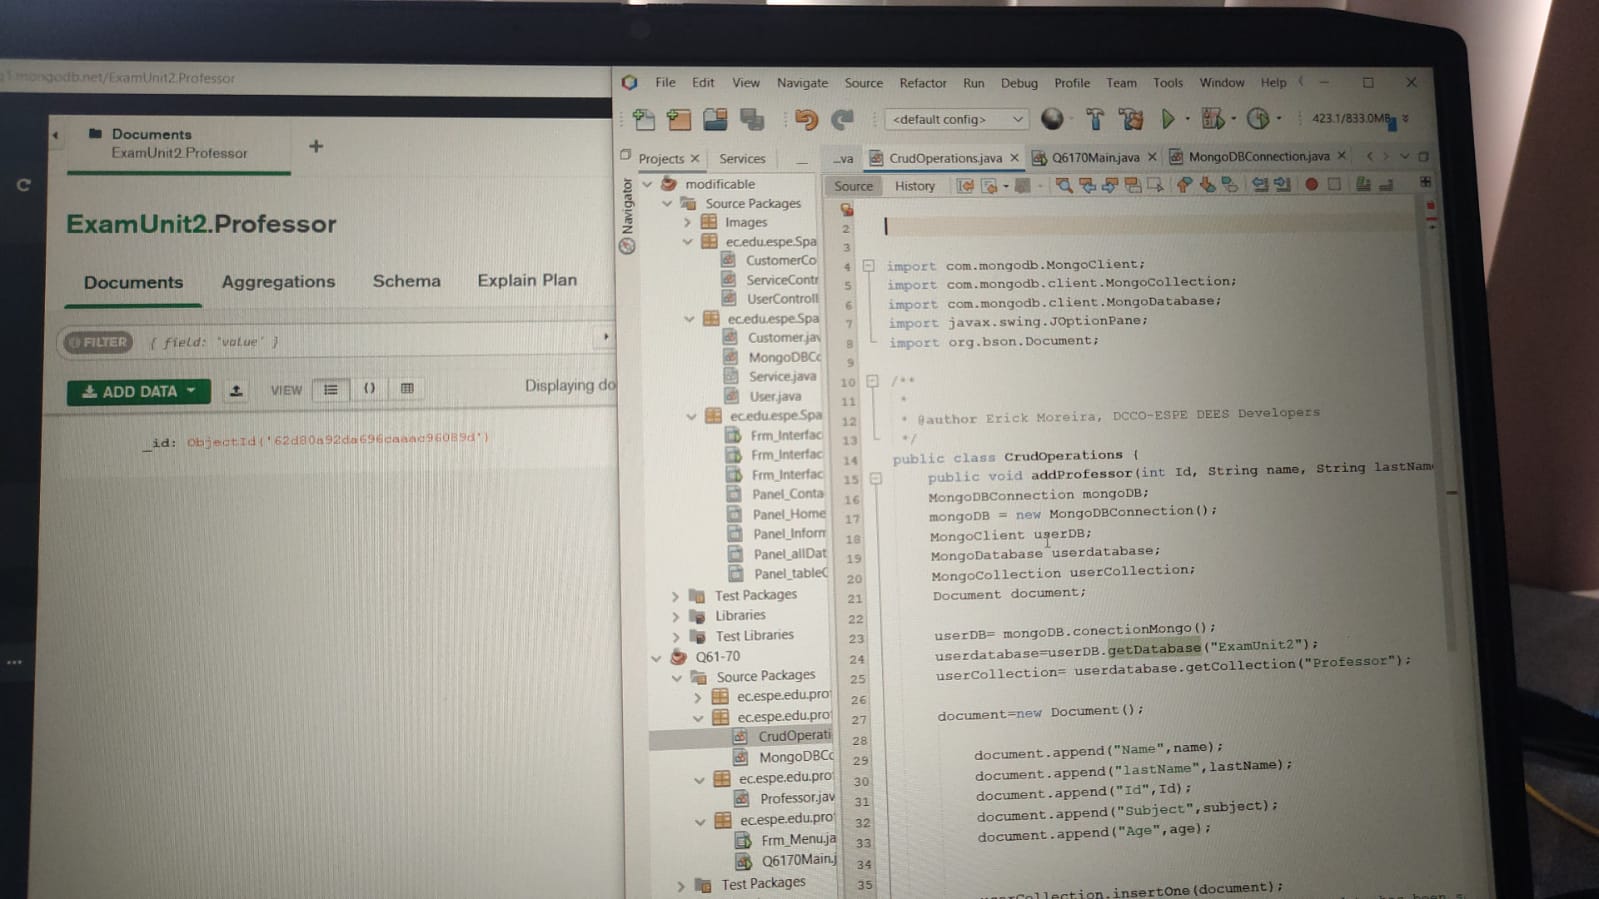 g1.mongodb.net/ExamUnit2.Professor
Documents
ExamUnit2.Professor
+
ExamUnit2.Professor
Documents Aggregations Schema Explain Plan
FILTER { field: 'value' }
ADD DATA VIEW {} Displaying do
_id: ObjectId('62d80a92da696caaac96089d')
File Edit View Navigate Source Refactor Run Debug Profile Team Tools Window Help
<default config> 423.1/833.0MB
Projects Services ...va CrudOperations.java Q6170Main.java MongoDBConnection.java
Navigator
Source History
modificable
Source Packages
Images
ec.edu.espe.Spa
CustomerCo
ServiceContr
UserControll
ec.edu.espe.Spa
Customer.jav
MongoDBCo
Service.java
User.java
ec.edu.espe.Spa
Frm_Interfac
Frm_Interfac
Frm_Interfac
Panel_Conta
Panel_Home
Panel_Inform
Panel_allDat
Panel_tableC
Test Packages
Libraries
Test Libraries
Q61-70
Source Packages
ec.espe.edu.pro
ec.espe.edu.pro
CrudOperati
MongoDBCo
ec.espe.edu.pro
Professor.jav
ec.espe.edu.pro
Frm_Menu.ja
Q6170Main.j
Test Packages
2
3
4 import com.mongodb.MongoClient;
5 import com.mongodb.client.MongoCollection;
6 import com.mongodb.client.MongoDatabase;
7 import javax.swing.JOptionPane;
8 import org.bson.Document;
9
10 /**
11 *
12 * @author Erick Moreira, DCCO-ESPE DEES Developers
13 */
14 public class CrudOperations {
15 public void addProfessor(int Id, String name, String lastName
16 MongoDBConnection mongoDB;
17 mongoDB = new MongoDBConnection();
18 MongoClient userDB;
19 MongoDatabase userdatabase;
20 MongoCollection userCollection;
21 Document document;
22
23 userDB= mongoDB.conectionMongo();
24 userdatabase=userDB.getDatabase("ExamUnit2");
25 userCollection= userdatabase.getCollection("Professor");
26
27 document=new Document();
28
29 document.append("Name",name);
30 document.append("lastName",lastName);
31 document.append("Id",Id);
32 document.append("Subject",subject);
33 document.append("Age",age);
34
35
userCollection.insertOne(document);